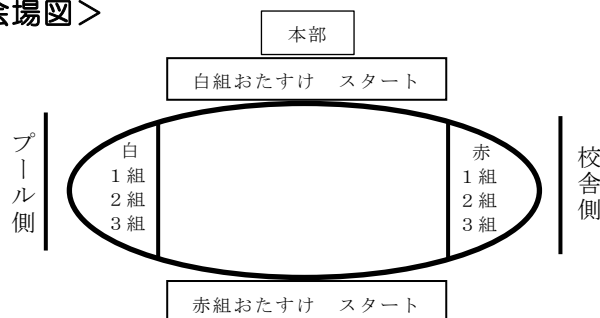 会場図＞
本部
白組おたすけ　スタート
プール側
白
１組
２組
３組
赤
１組
２組
３組
校舎側
赤組おたすけ　スタート